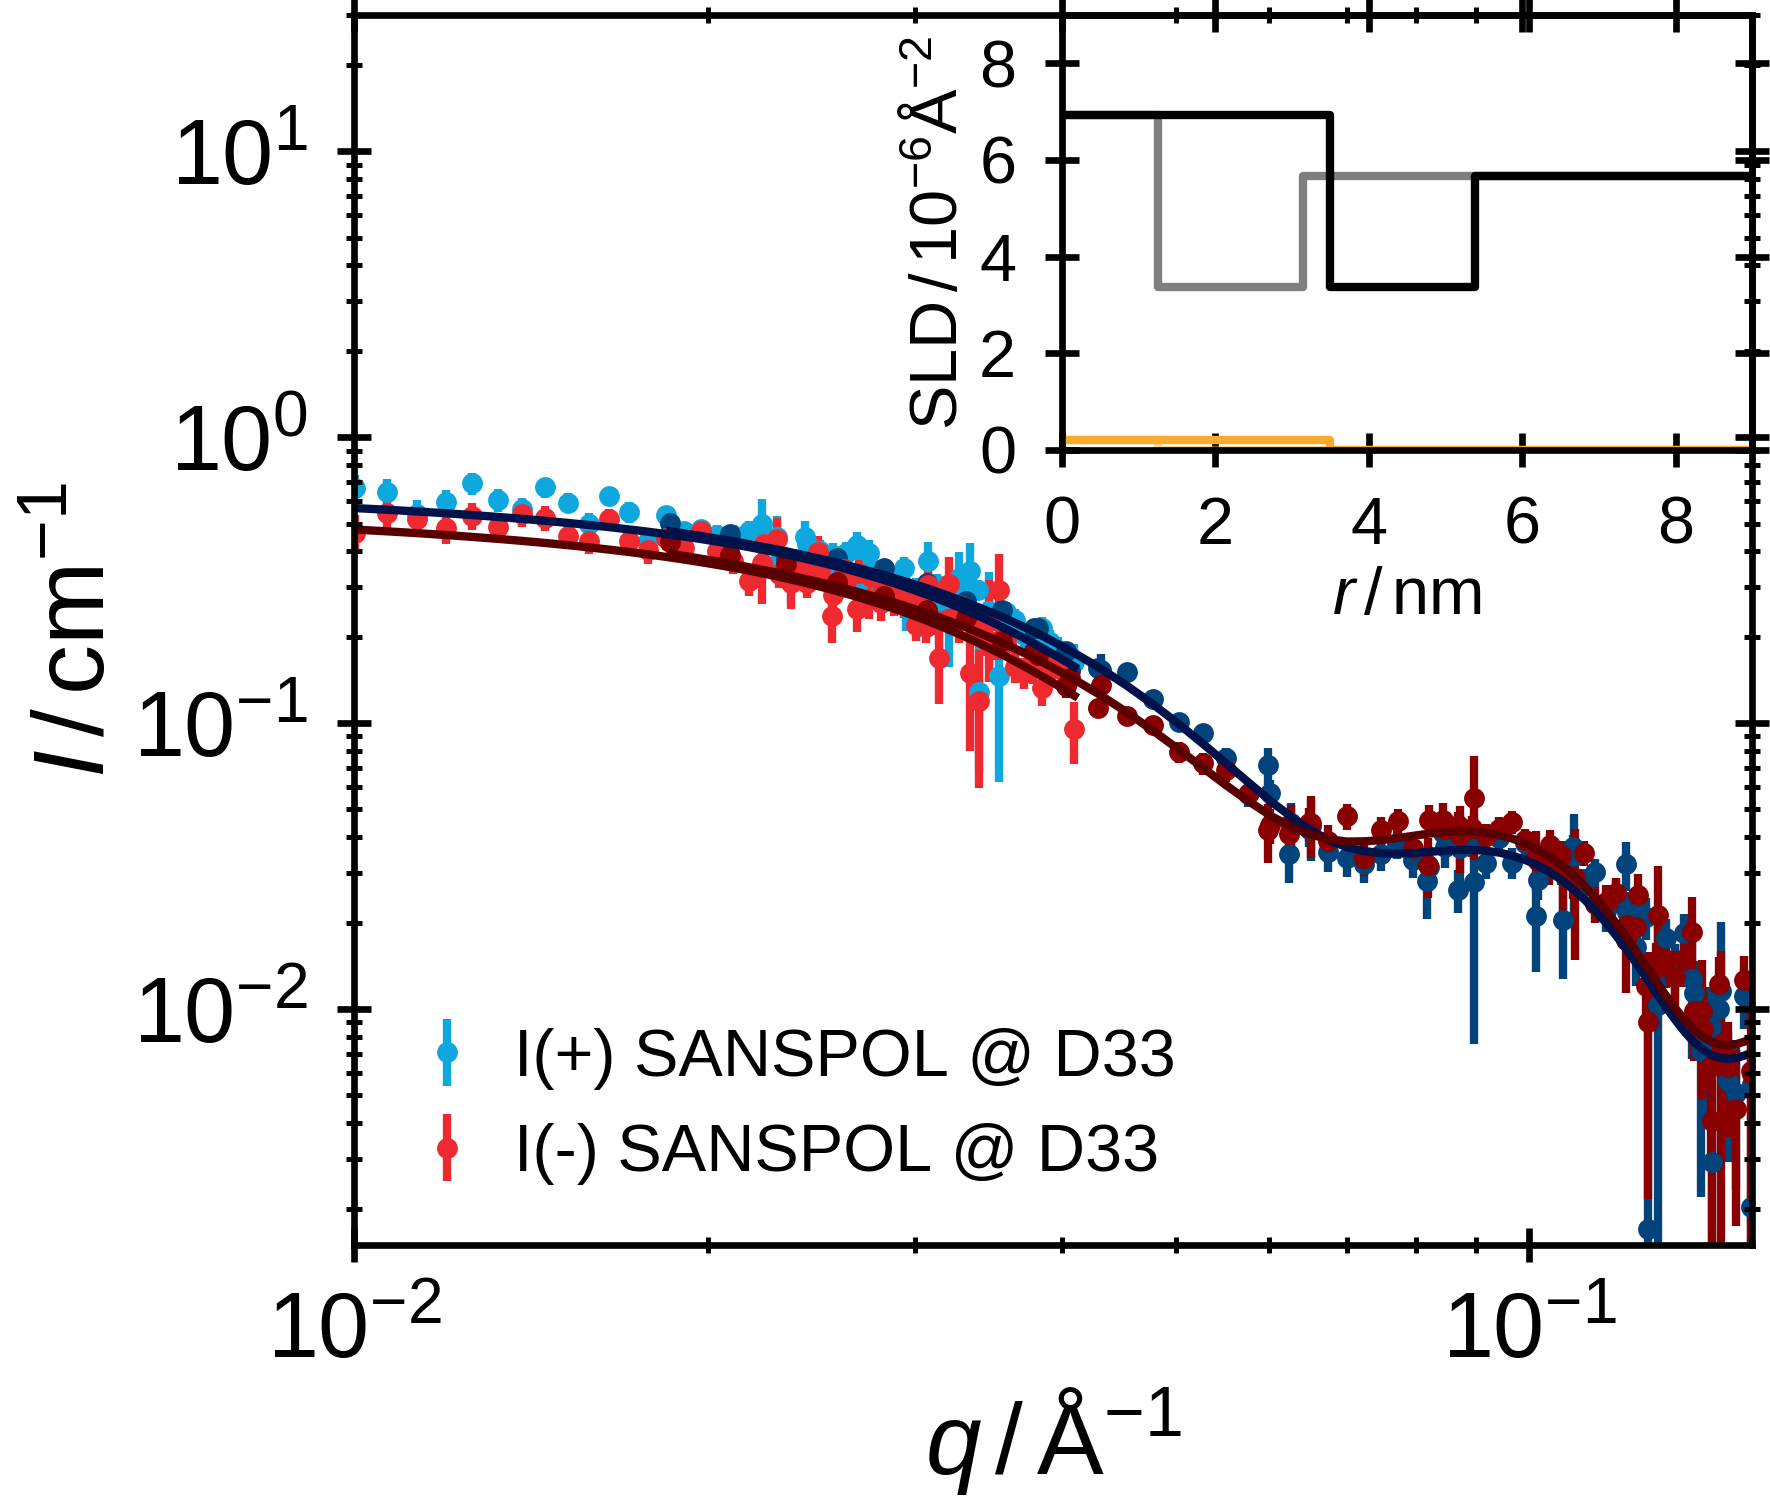 10¹
10⁰
10⁻¹
10⁻²
I / cm⁻¹
SLD / 10⁻⁶Å⁻²
8
6
4
2
0
0 2 4 6 8
r / nm
I(+) SANSPOL @ D33
I(-) SANSPOL @ D33
10⁻² 10⁻¹
q / Å⁻¹